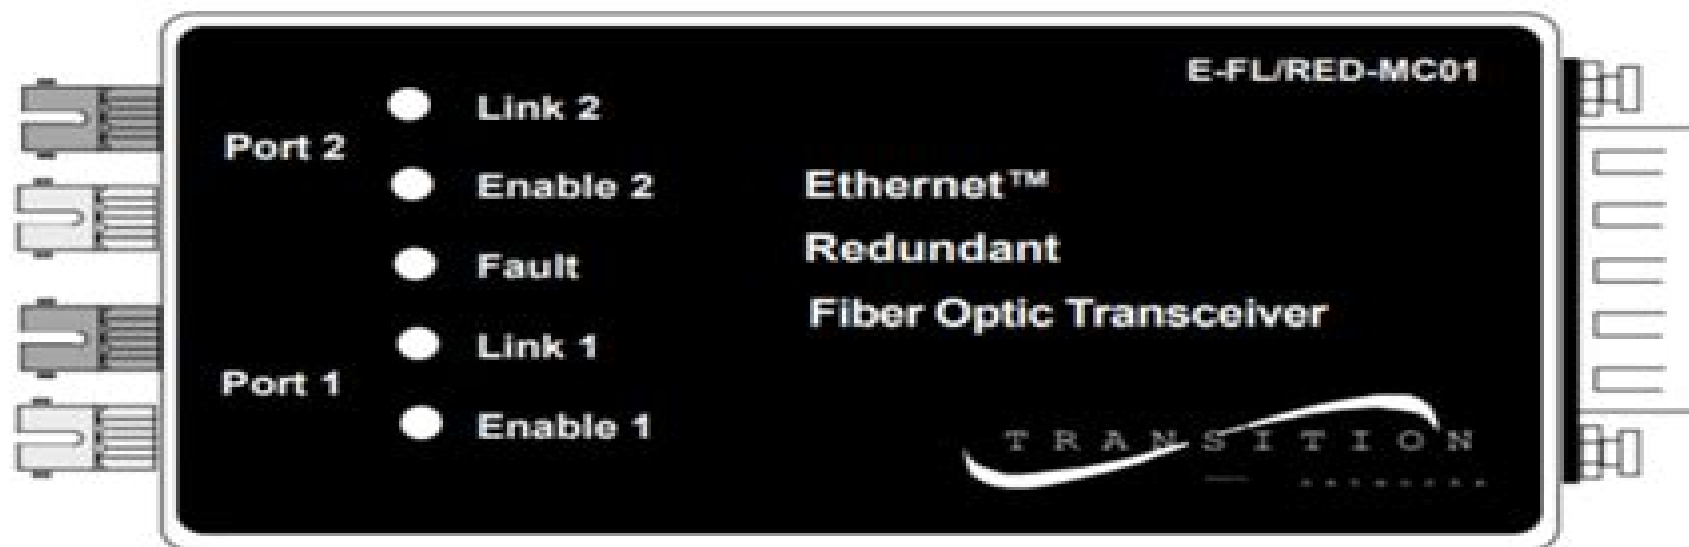 E-FL/RED-MC01
Link 2
Port 2
Enable 2
Fault
Link 1
Port 1
Enable 1
Ethernet™
Redundant
Fiber Optic Transceiver
TRANSITION